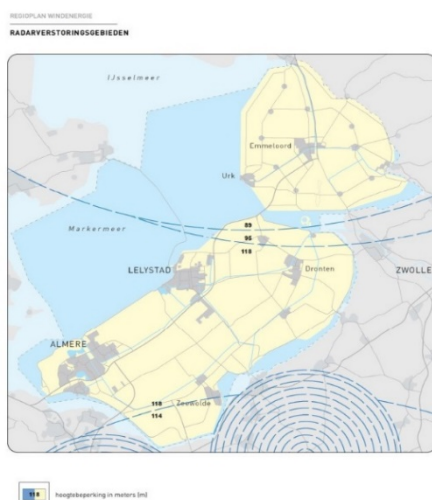 REGIOPLAN WINDENERGIE
RADARVERSTORINGSGEBIEDEN
IJsselmeer
Emmeloord
Urk
Markermeer
89
95
118
LELYSTAD
Dronten
ZWOLLE
ALMERE
118
Zeewolde
114
118
hoogtebeperking in meters (m)